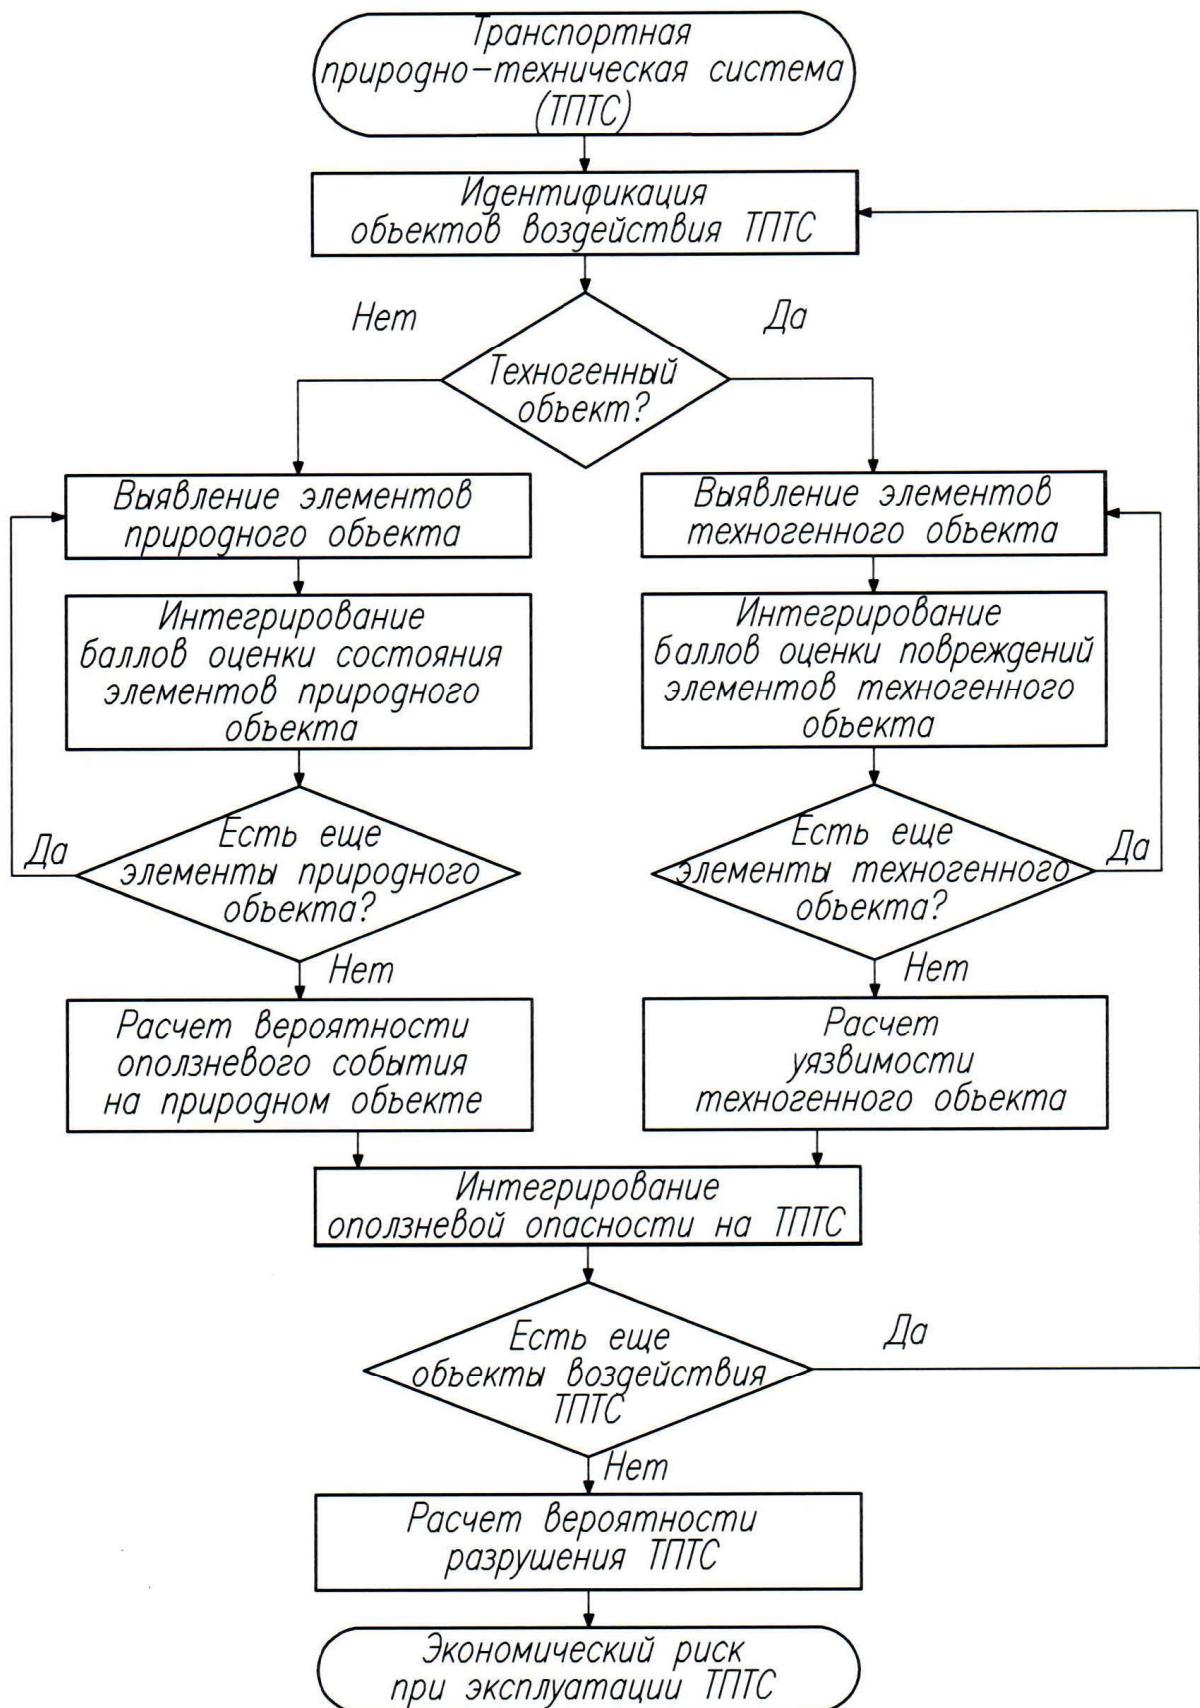 Транспортная
природно-техническая система
(ТПТС)
Идентификация
объектов воздействия ТПТС
Нет
Да
Техногенный
объект?
Выявление элементов
природного объекта
Выявление элементов
техногенного объекта
Интегрирование
баллов оценки состояния
элементов природного
объекта
Интегрирование
баллов оценки повреждений
элементов техногенного
объекта
Да
Есть еще
элементы природного
объекта?
Есть еще
элементы техногенного
объекта?
Да
Нет
Нет
Расчет вероятности
оползневого события
на природном объекте
Расчет
уязвимости
техногенного объекта
Интегрирование
оползневой опасности на ТПТС
Есть еще
объекты воздействия
ТПТС
Да
Нет
Расчет вероятности
разрушения ТПТС
Экономический риск
при эксплуатации ТПТС